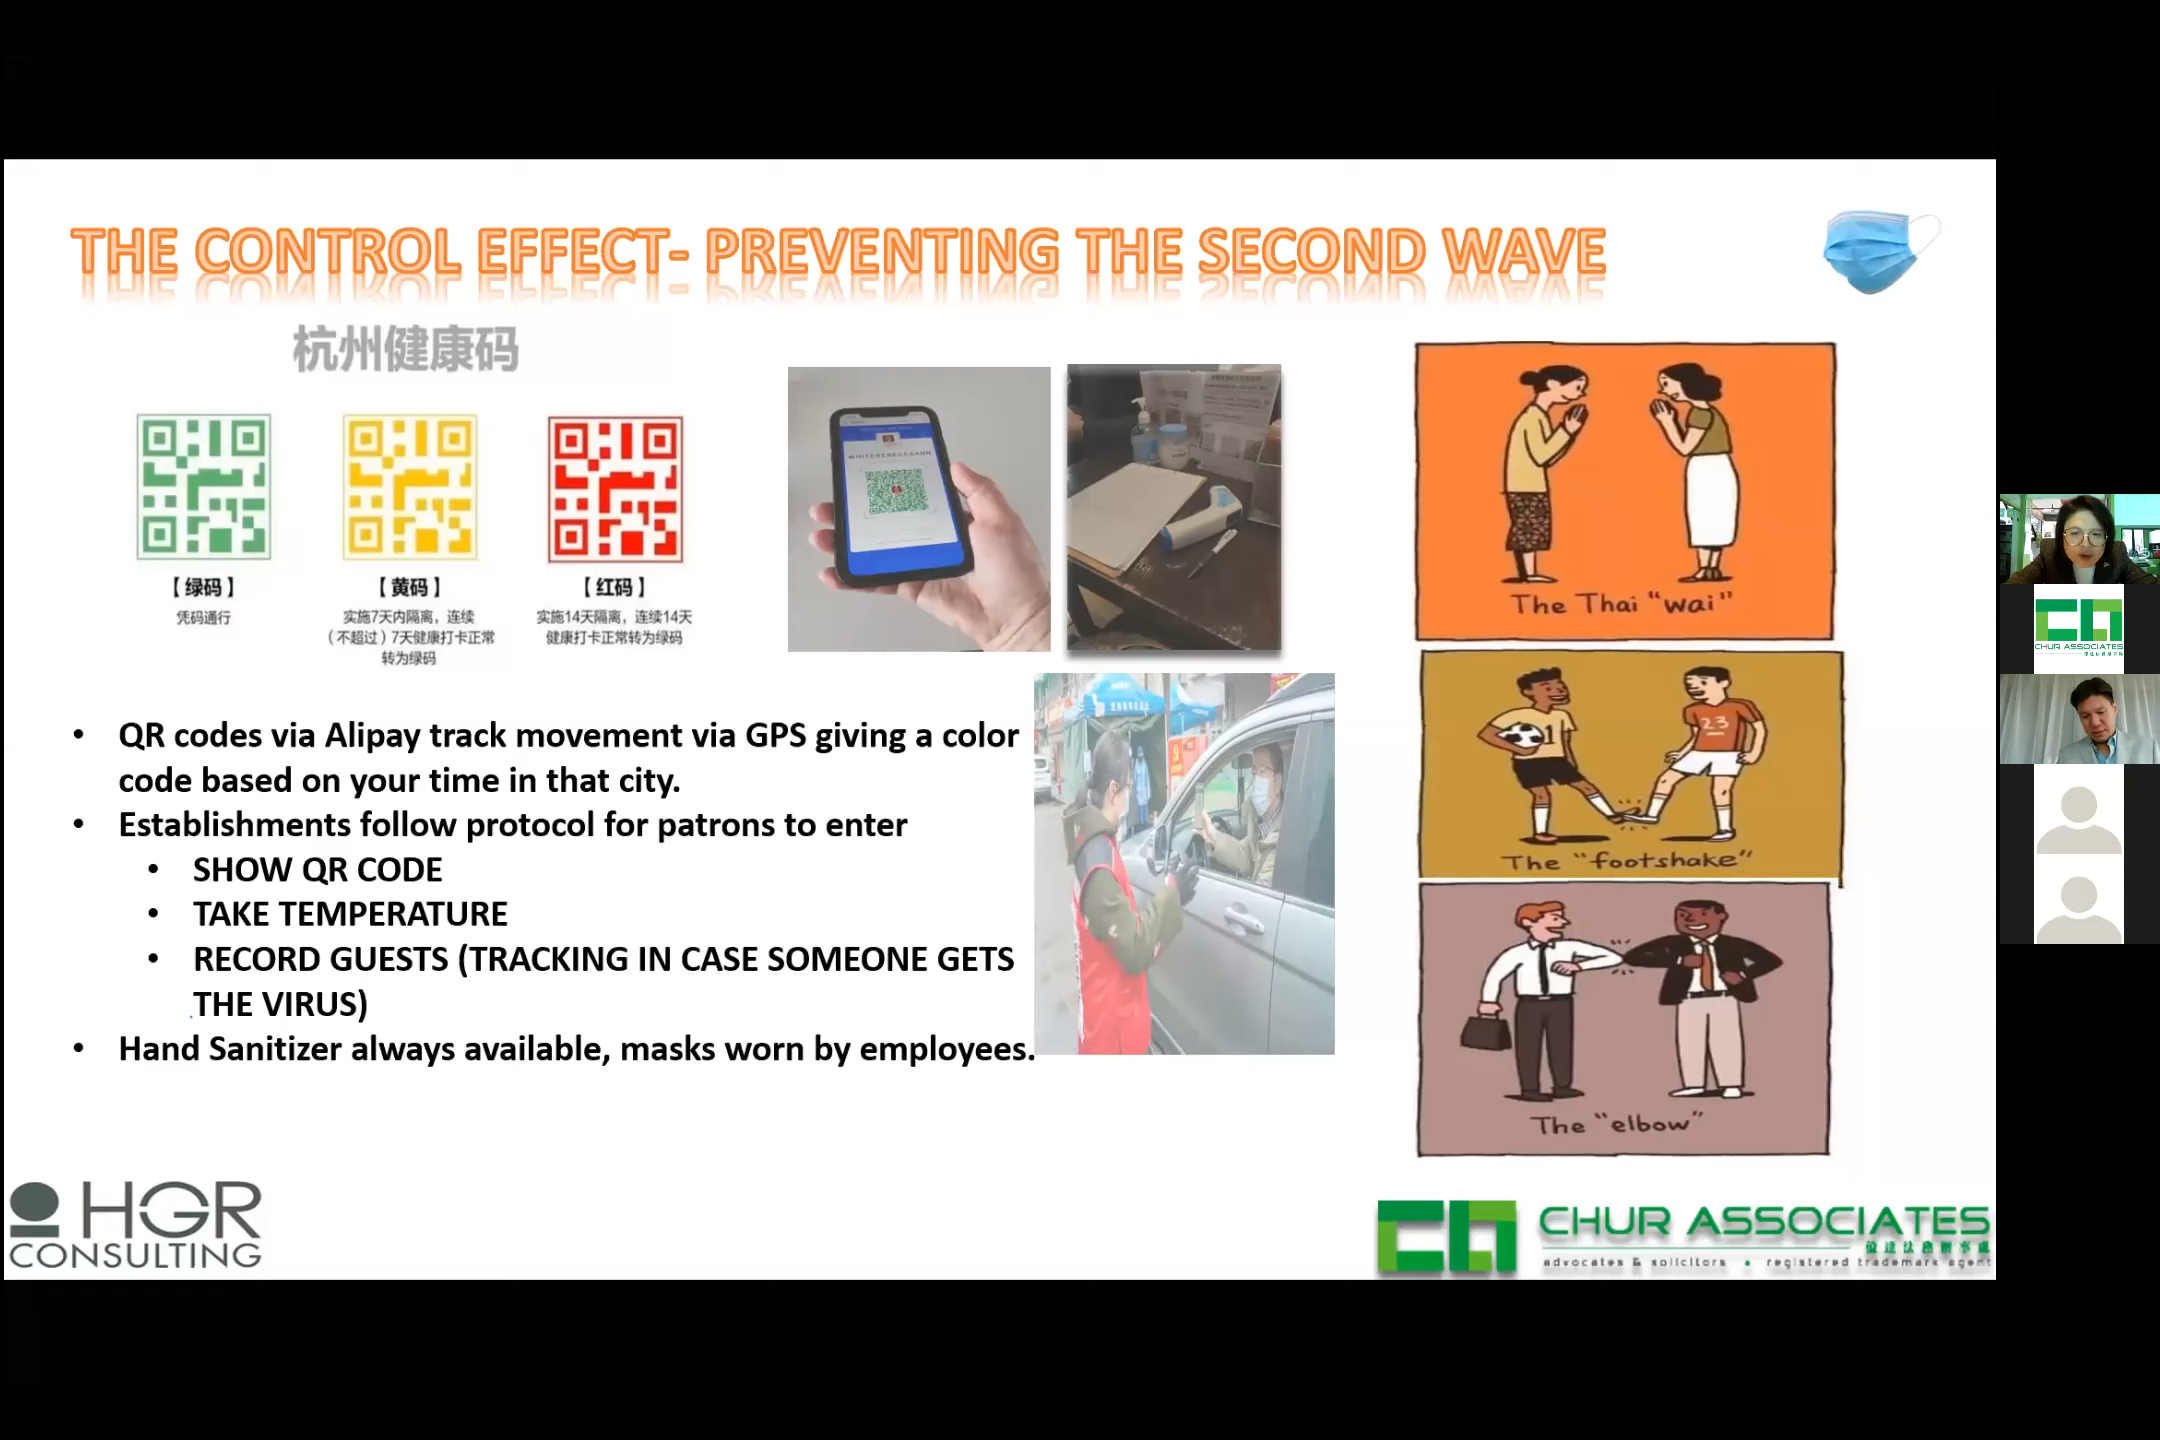 THE CONTROL EFFECT- PREVENTING THE SECOND WAVE
杭州健康码
【绿码】
凭码通行
【黄码】
实施7天内隔离，连续
（不超过）7天健康打卡正常
转为绿码
【红码】
实施14天隔离，连续14天
健康打卡正常转为绿码
• QR codes via Alipay track movement via GPS giving a color
code based on your time in that city.
• Establishments follow protocol for patrons to enter
• SHOW QR CODE
• TAKE TEMPERATURE
• RECORD GUESTS (TRACKING IN CASE SOMEONE GETS
THE VIRUS)
• Hand Sanitizer always available, masks worn by employees.
The Thai "wai"
1
23
The "footshake"
The "elbow"
HGR
CONSULTING
CHUR ASSOCIATES
advocates & solicitors • registered trademark agent
CHUR ASSOCIATES